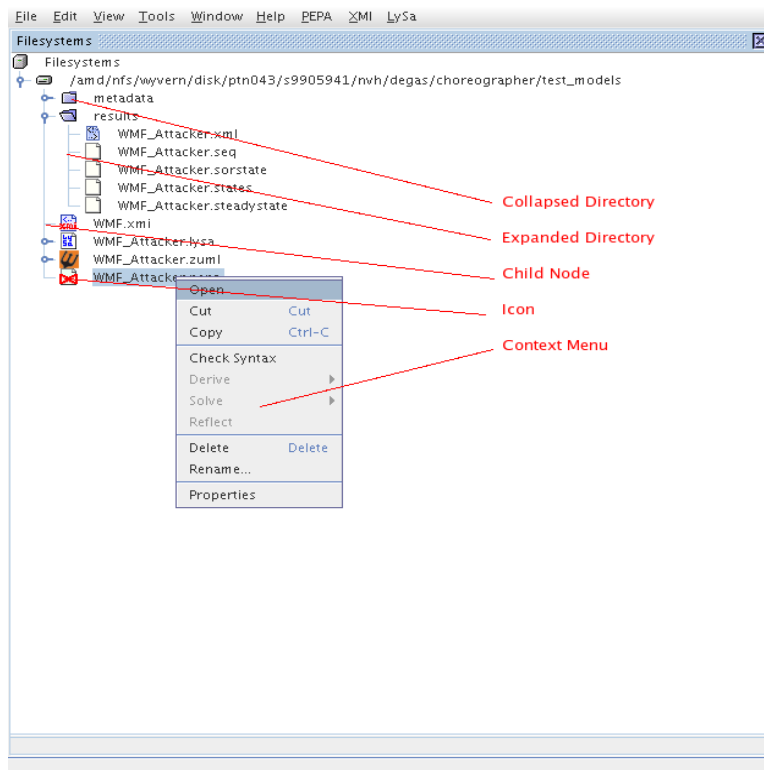 File Edit View Tools Window Help PEPA XMI LySa
Filesystems
Filesystems
/amd/nfs/wyvern/disk/ptn043/s9905941/nvh/degas/choreographer/test_models
metadata
results
WMF_Attacker.xml
WMF_Attacker.seq
WMF_Attacker.sorstate
WMF_Attacker.states
WMF_Attacker.steadystate
Collapsed Directory
WMF.xmi
WMF_Attacker.lysa
Expanded Directory
WMF_Attacker.zuml
WMF_Attacker.pepa
Child Node
Open
Cut Cut
Icon
Copy Ctrl-C
Context Menu
Check Syntax
Derive
Solve
Reflect
Delete Delete
Rename...
Properties